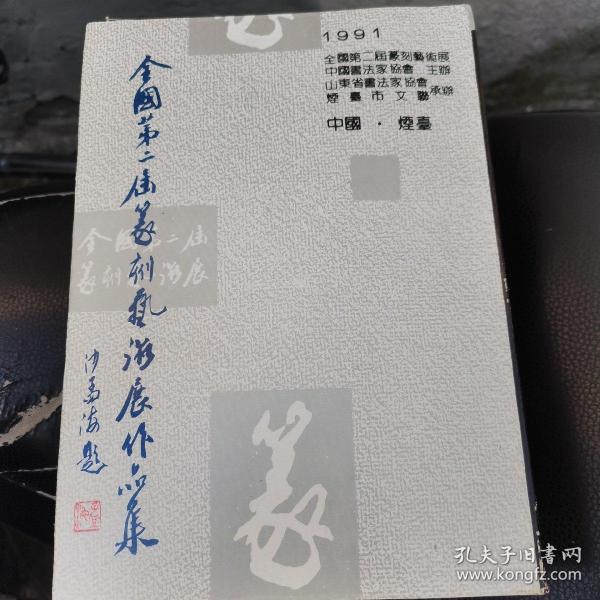 1991
全國第二届篆刻藝術展
中國書法家協會 主辦
山東省書法家協會
煙臺市文聯 承辦
中國·煙臺
全國第二届篆刻藝術展作品集
沙孟海題
全國第二届
篆刻藝術展
篆
孔夫子旧书网
www.kongfz.com